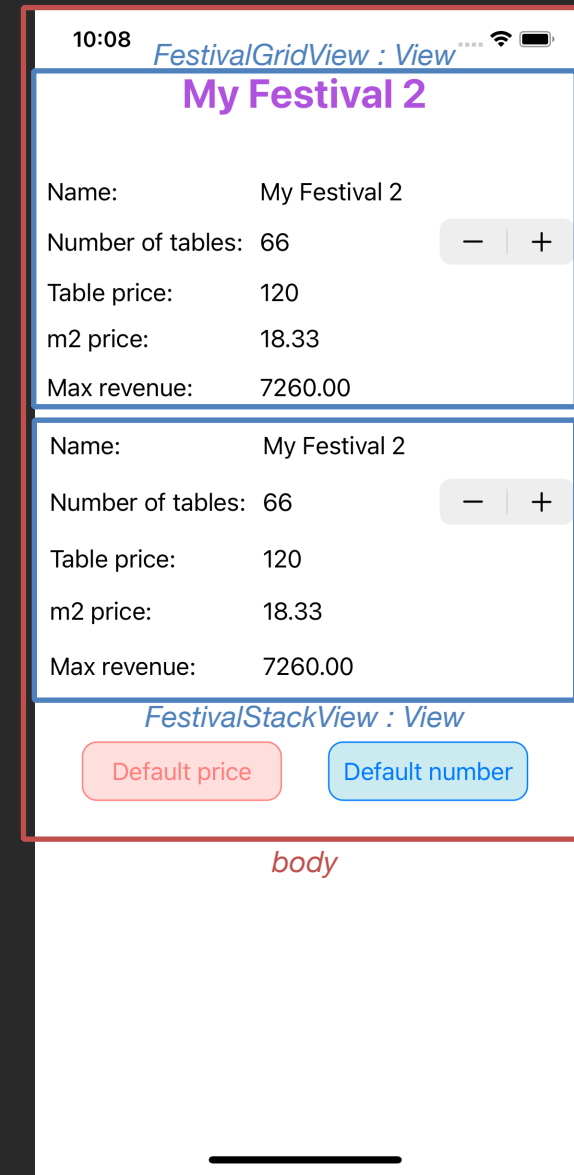 10:08
FestivalGridView : View
My Festival 2
Name: My Festival 2
Number of tables: 66 − +
Table price: 120
m2 price: 18.33
Max revenue: 7260.00
Name: My Festival 2
Number of tables: 66 − +
Table price: 120
m2 price: 18.33
Max revenue: 7260.00
FestivalStackView : View
Default price Default number
body